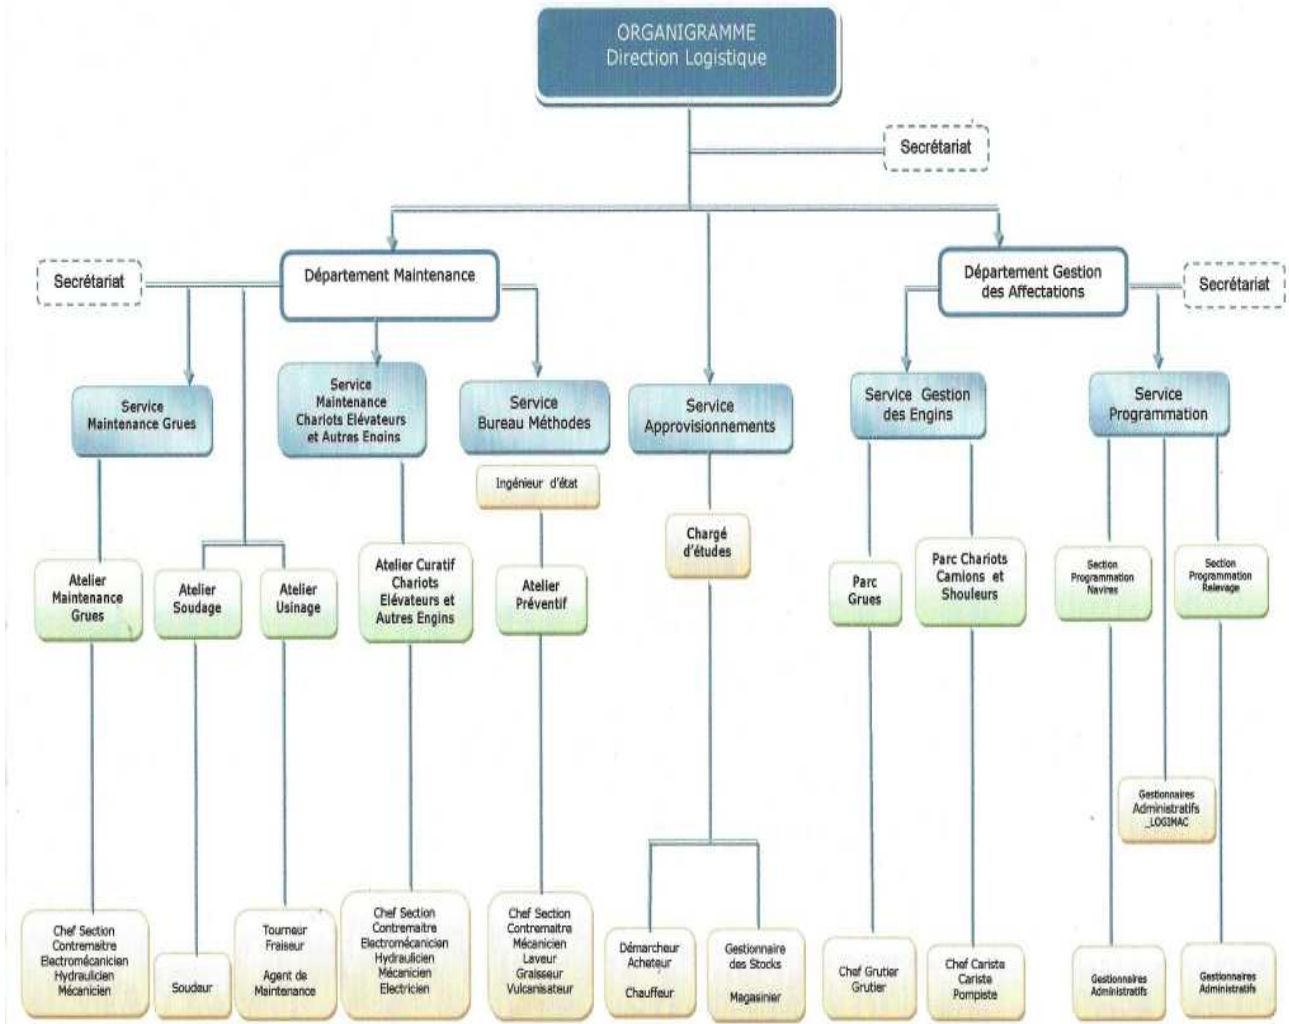 ORGANIGRAMME
Direction Logistique
Secrétariat
Secrétariat
Département Maintenance
Département Gestion
des Affectations
Secrétariat
Service
Maintenance Grues
Service
Maintenance
Chariots Elévateurs
et Autres Engins
Service
Bureau Méthodes
Service
Approvisionnements
Service Gestion
des Engins
Service
Programmation
Ingénieur d'état
Chargé
d'études
Atelier
Maintenance
Grues
Atelier
Soudage
Atelier
Usinage
Atelier Curatif
Chariots
Elévateurs et
Autres Engins
Atelier
Préventif
Parc
Grues
Parc Chariots
Camions et
Shouleurs
Section
Programmation
Navires
Section
Programmation
Relevage
Gestionnaires
Administratifs
_LOGIMAC
Chef Section
Contremaitre
Electromécanicien
Hydraulicien
Mécanicien
Soudeur
Tourneur
Fraiseur
Agent de
Maintenance
Chef Section
Contremaitre
Electromécanicien
Hydraulicien
Mécanicien
Electricien
Chef Section
Contremaitre
Mécanicien
Laveur
Graisseur
Vulcanisateur
Démarcheur
Acheteur
Chauffeur
Gestionnaire
des Stocks
Magasinier
Chef Grutier
Grutier
Chef Cariste
Cariste
Pompiste
Gestionnaires
Administratifs
Gestionnaires
Administratifs